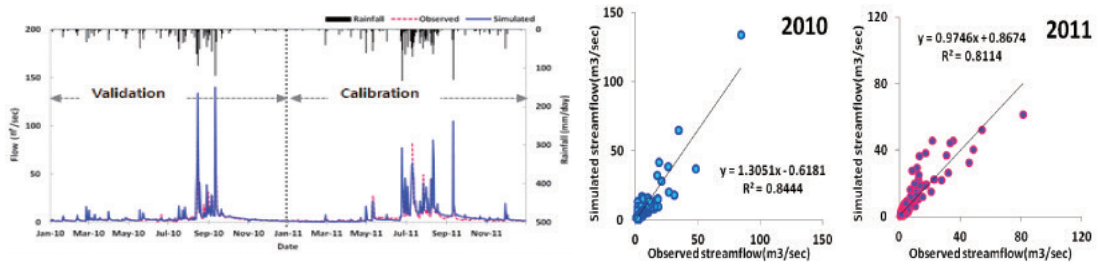 Rainfall Observed Simulated
200
150
100
50
0
Flow (m³/sec)
0
100
200
300
400
500
Rainfall(mm/day)
Validation
Calibration
Jan-10 Mar-10 May-10 Jul-10 Sep-10 Nov-10 Jan-11 Mar-11 May-11 Jul-11 Sep-11 Nov-11
Date
2010
Simulated streamflow(m3/sec)
150
100
50
0
y = 1.3051x - 0.6181
R² = 0.8444
0 50 100 150
Observed streamflow(m3/sec)
2011
Simulated streamflow(m3/sec)
120
80
40
0
y = 0.9746x + 0.8674
R² = 0.8114
0 40 80 120
Observed streamflow(m3/sec)